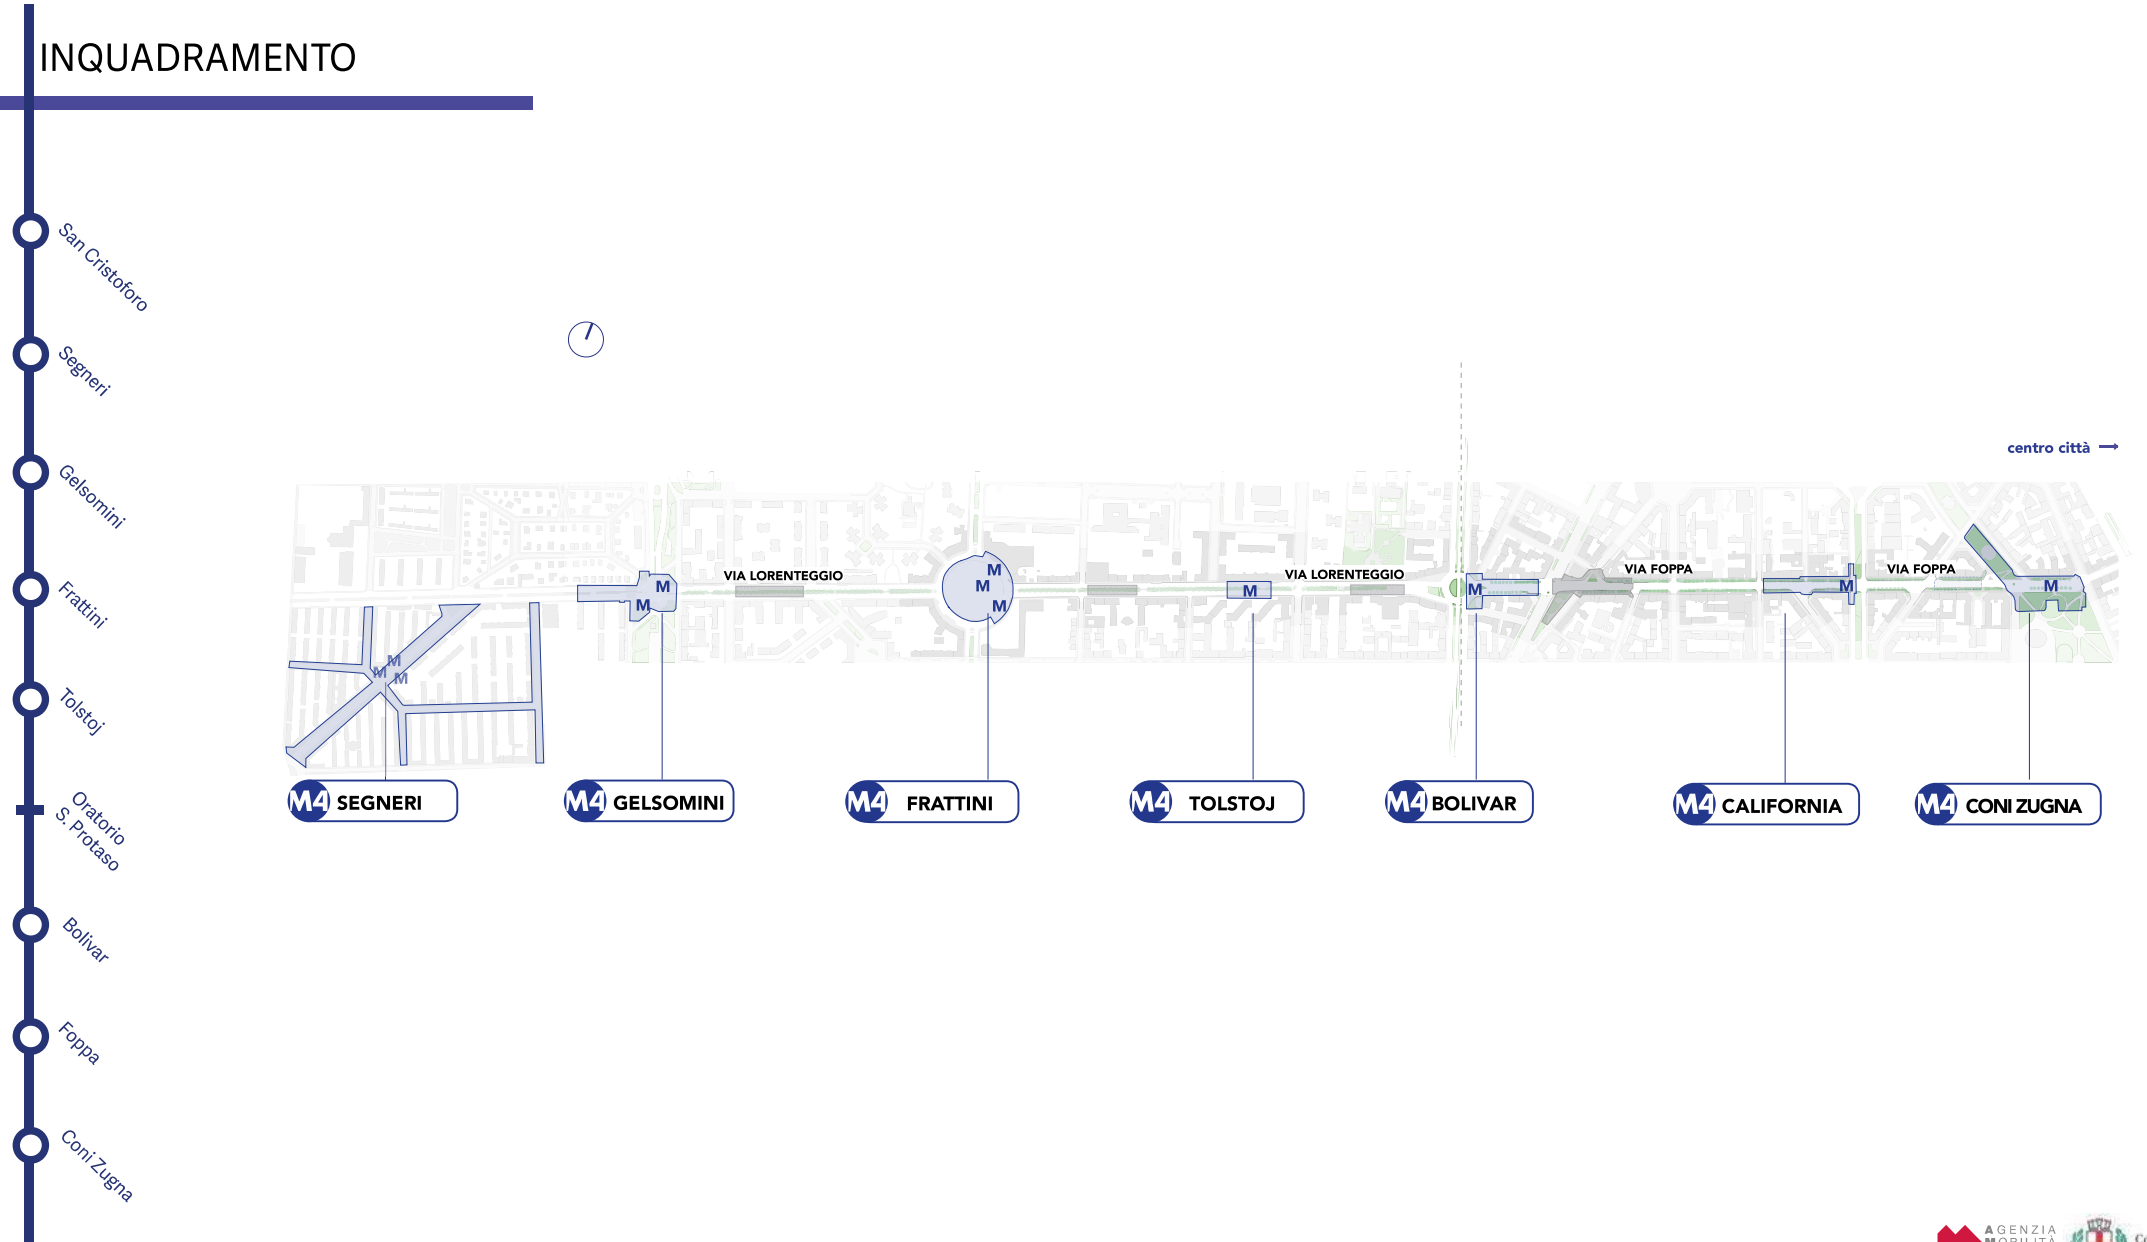 INQUADRAMENTO
San Cristoforo
Segneri
Gelsomini
Frattini
Tolstoj
Oratorio
S. Protaso
Bolivar
Foppa
Coni Zugna
centro città
VIA LORENTEGGIO
VIA LORENTEGGIO
VIA FOPPA
VIA FOPPA
M
M
M
M
M
M
M
M
M
M
M
M
M4 SEGNERI
M4 GELSOMINI
M4 FRATTINI
M4 TOLSTOJ
M4 BOLIVAR
M4 CALIFORNIA
M4 CONI ZUGNA
AGENZIA
MOBILITÀ